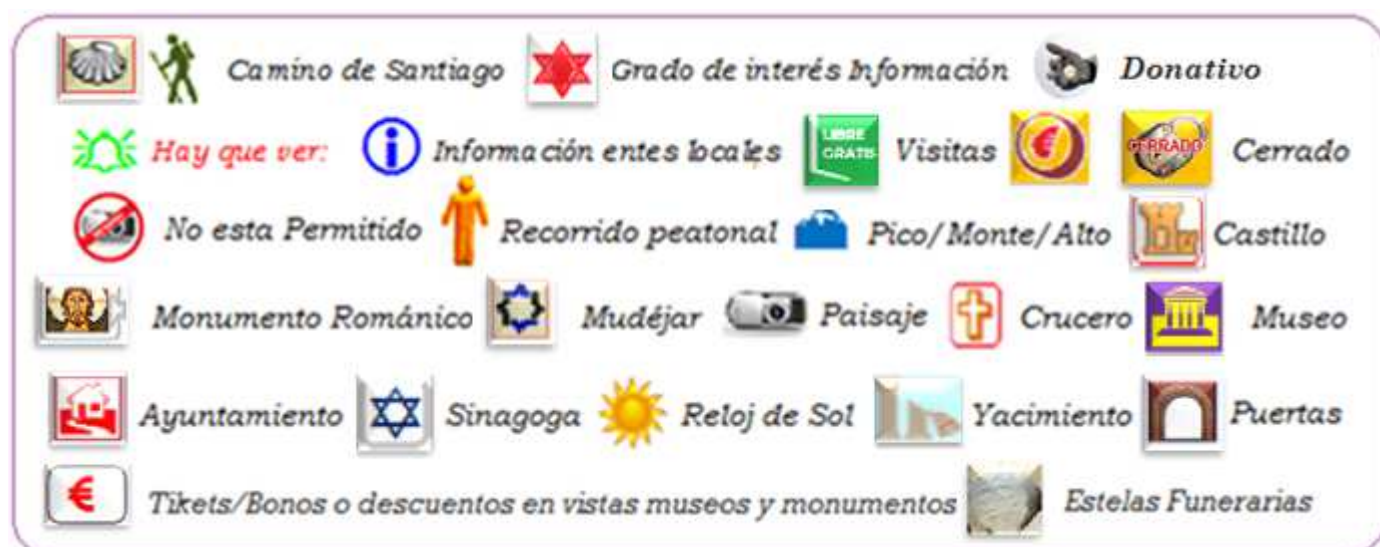 Camino de Santiago Grado de interés Información Donativo
Hay que ver: i Información entes locales LIBRE GRATIS Visitas € CERRADO Cerrado
No esta Permitido Recorrido peatonal Pico/Monte/Alto Castillo
Monumento Románico Mudéjar Paisaje Crucero Museo
Ayuntamiento Sinagoga Reloj de Sol Yacimiento Puertas
€ Tikets/Bonos o descuentos en vistas museos y monumentos Estelas Funerarias